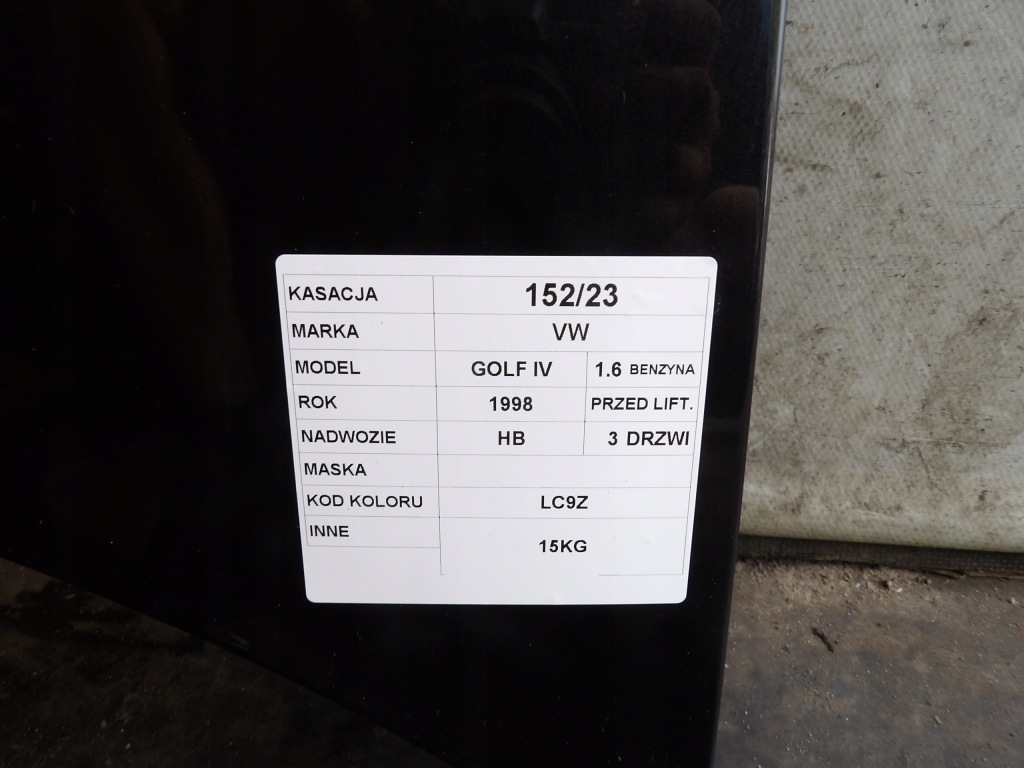 KASACJA 152/23
MARKA VW
MODEL GOLF IV 1.6 BENZYNA
ROK 1998 PRZED LIFT.
NADWOZIE HB 3 DRZWI
MASKA
KOD KOLORU LC9Z
INNE 15KG